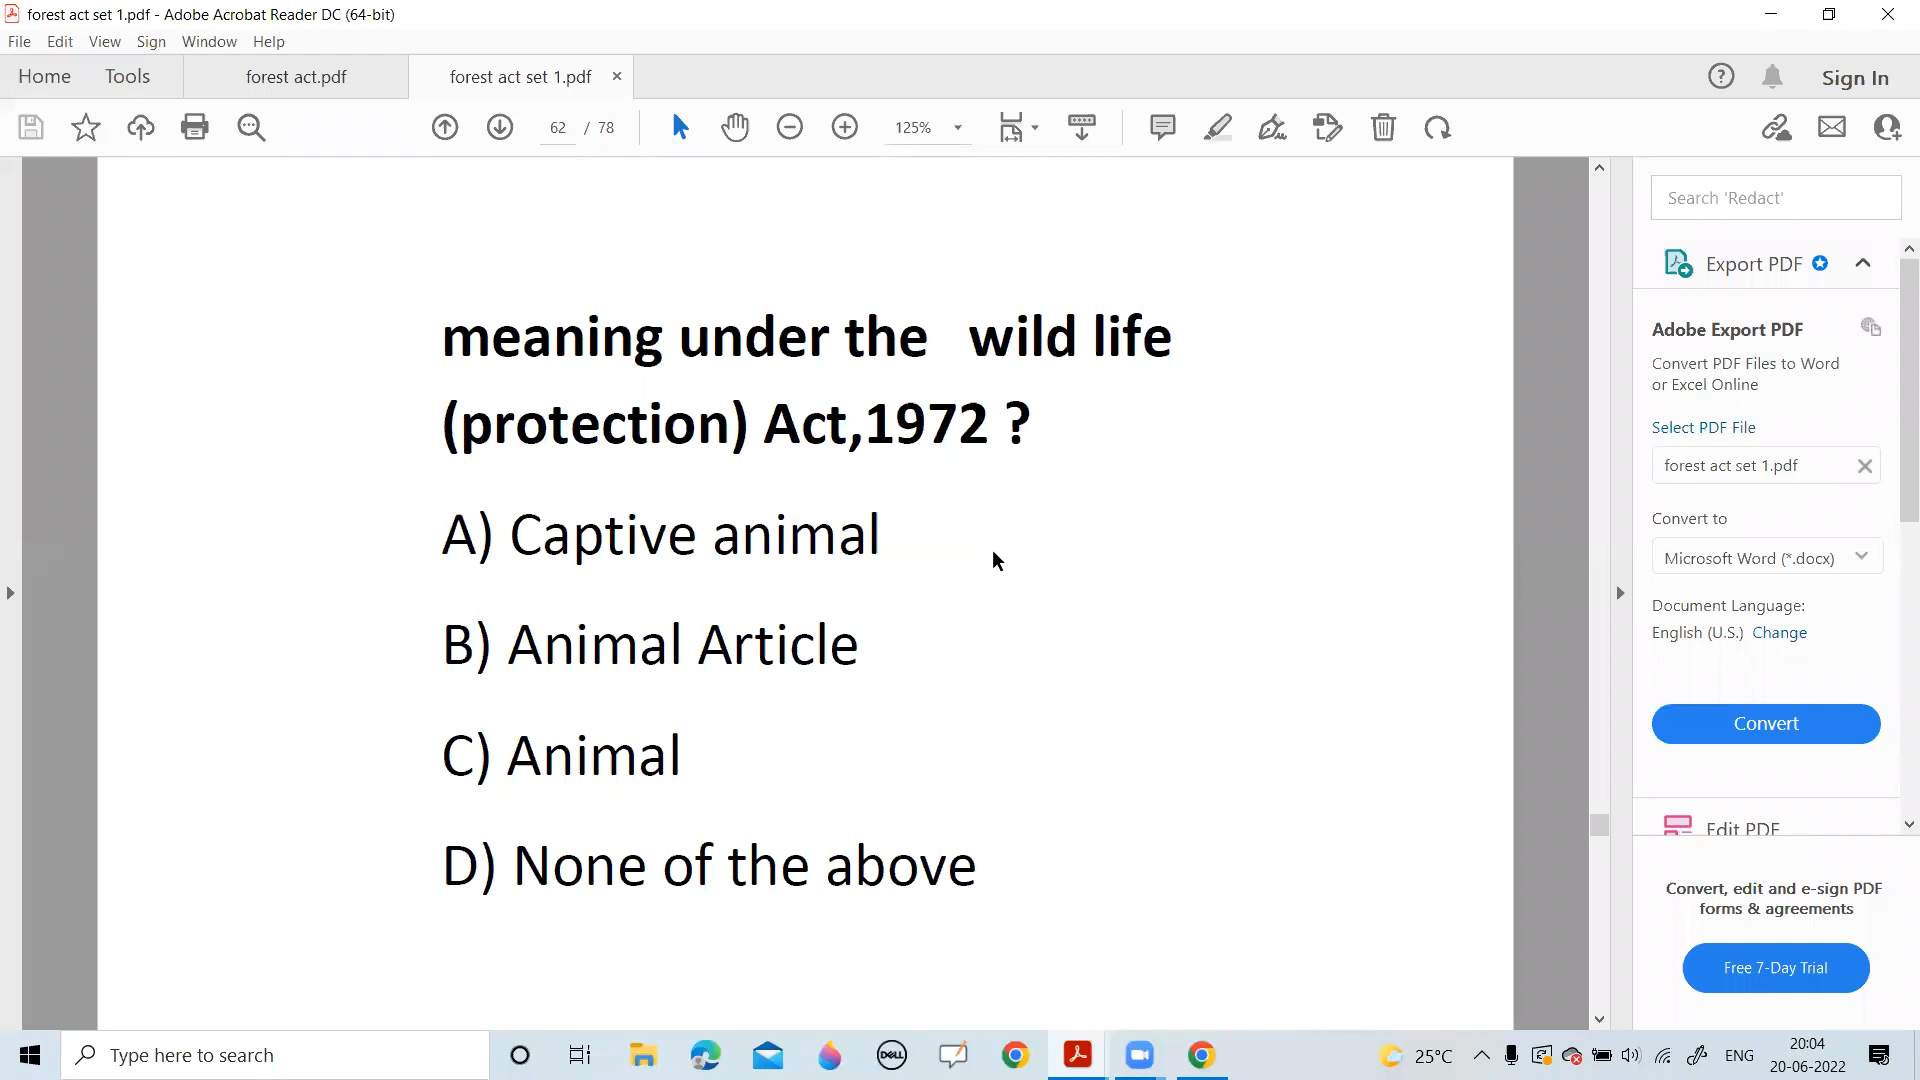 forest act set 1.pdf - Adobe Acrobat Reader DC (64-bit)
File Edit View Sign Window Help
Home Tools forest act.pdf forest act set 1.pdf × Sign In
62 / 78 125%
Search 'Redact'
Export PDF
Adobe Export PDF
Convert PDF Files to Word
or Excel Online
Select PDF File
forest act set 1.pdf
Convert to
Microsoft Word (*.docx)
Document Language:
English (U.S.) Change
Convert
Edit PDF
Convert, edit and e-sign PDF
forms & agreements
Free 7-Day Trial
meaning under the wild life
(protection) Act,1972 ?
A) Captive animal
B) Animal Article
C) Animal
D) None of the above
Type here to search
DELL
25°C
ENG
20:04
20-06-2022